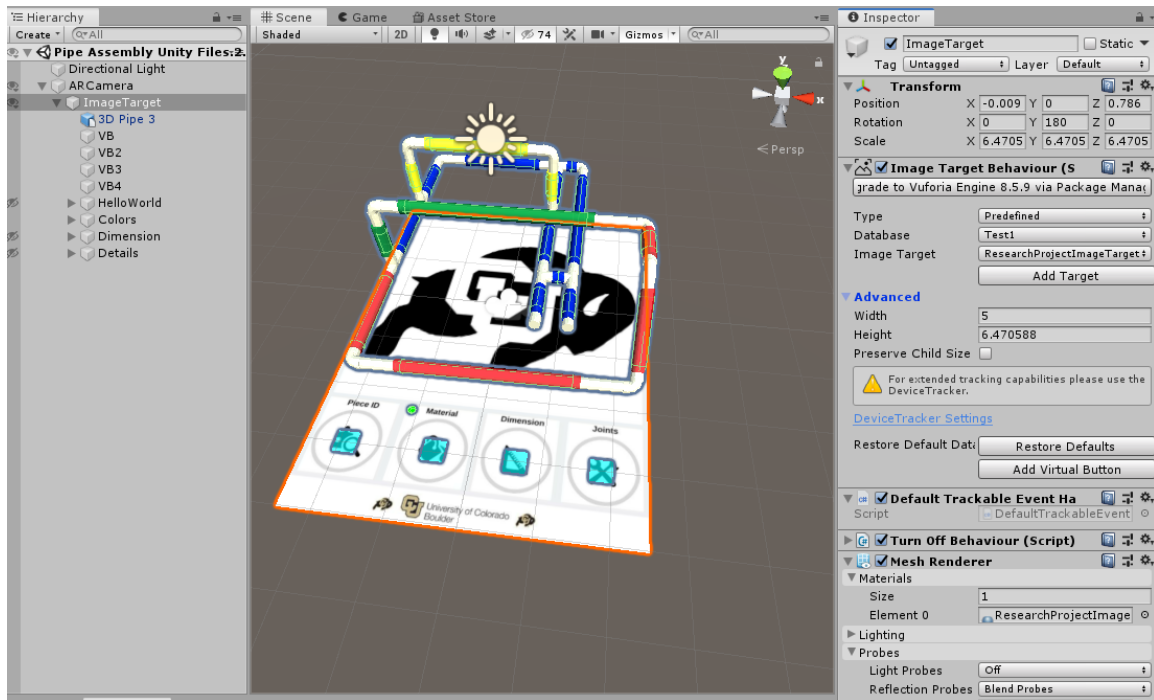 Hierarchy
Create
All
Pipe Assembly Unity Files:2.
Directional Light
ARCamera
ImageTarget
3D Pipe 3
VB
VB2
VB3
VB4
HelloWorld
Colors
Dimension
Details
Scene
Game
Asset Store
Shaded
2D
74
Gizmos
All
y
x
Persp
Piece ID
Material
Dimension
Joints
CU
University of Colorado
Boulder
Inspector
ImageTarget
Static
Tag Untagged Layer Default
Transform
Position X -0.009 Y 0 Z 0.786
Rotation X 0 Y 180 Z 0
Scale X 6.4705 Y 6.4705 Z 6.4705
Image Target Behaviour (S
grade to Vuforia Engine 8.5.9 via Package Manag
Type Predefined
Database Test1
Image Target ResearchProjectImageTarget
Add Target
Advanced
Width 5
Height 6.470588
Preserve Child Size
For extended tracking capabilities please use the
DeviceTracker.
DeviceTracker Settings
Restore Default Data Restore Defaults
Add Virtual Button
Default Trackable Event Ha
Script DefaultTrackableEvent
Turn Off Behaviour (Script)
Mesh Renderer
Materials
Size 1
Element 0 ResearchProjectImage
Lighting
Probes
Light Probes Off
Reflection Probes Blend Probes